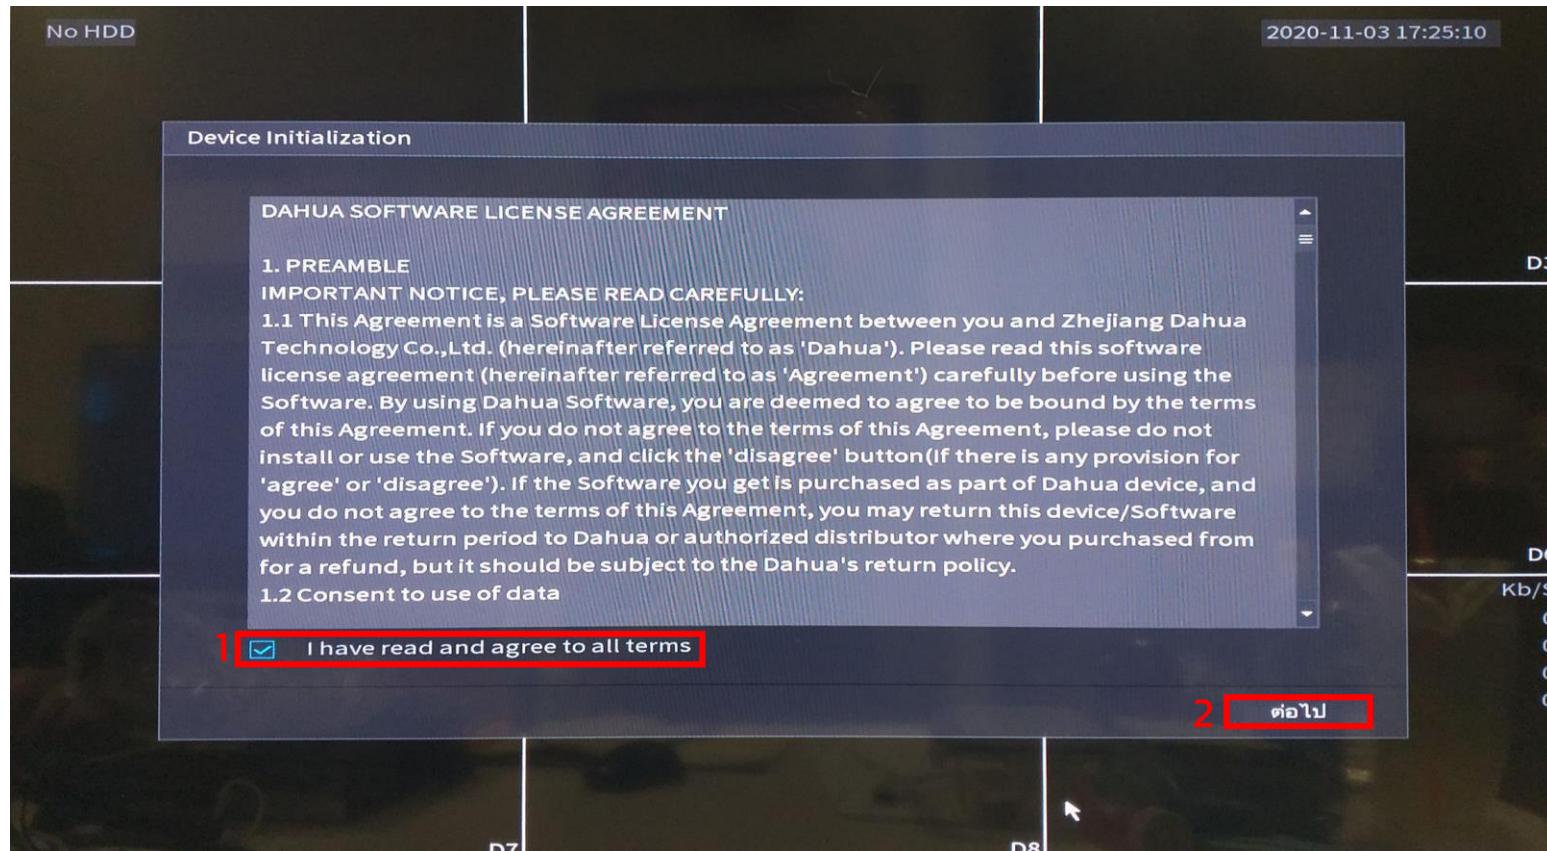 No HDD
2020-11-03 17:25:10
Device Initialization
DAHUA SOFTWARE LICENSE AGREEMENT
1. PREAMBLE
IMPORTANT NOTICE, PLEASE READ CAREFULLY:
1.1 This Agreement is a Software License Agreement between you and Zhejiang Dahua
Technology Co.,Ltd. (hereinafter referred to as 'Dahua'). Please read this software
license agreement (hereinafter referred to as 'Agreement') carefully before using the
Software. By using Dahua Software, you are deemed to agree to be bound by the terms
of this Agreement. If you do not agree to the terms of this Agreement, please do not
install or use the Software, and click the 'disagree' button(If there is any provision for
'agree' or 'disagree'). If the Software you get is purchased as part of Dahua device, and
you do not agree to the terms of this Agreement, you may return this device/Software
within the return period to Dahua or authorized distributor where you purchased from
for a refund, but it should be subject to the Dahua's return policy.
1.2 Consent to use of data
1 I have read and agree to all terms
2 ต่อไป
Kb/S
D7
D8